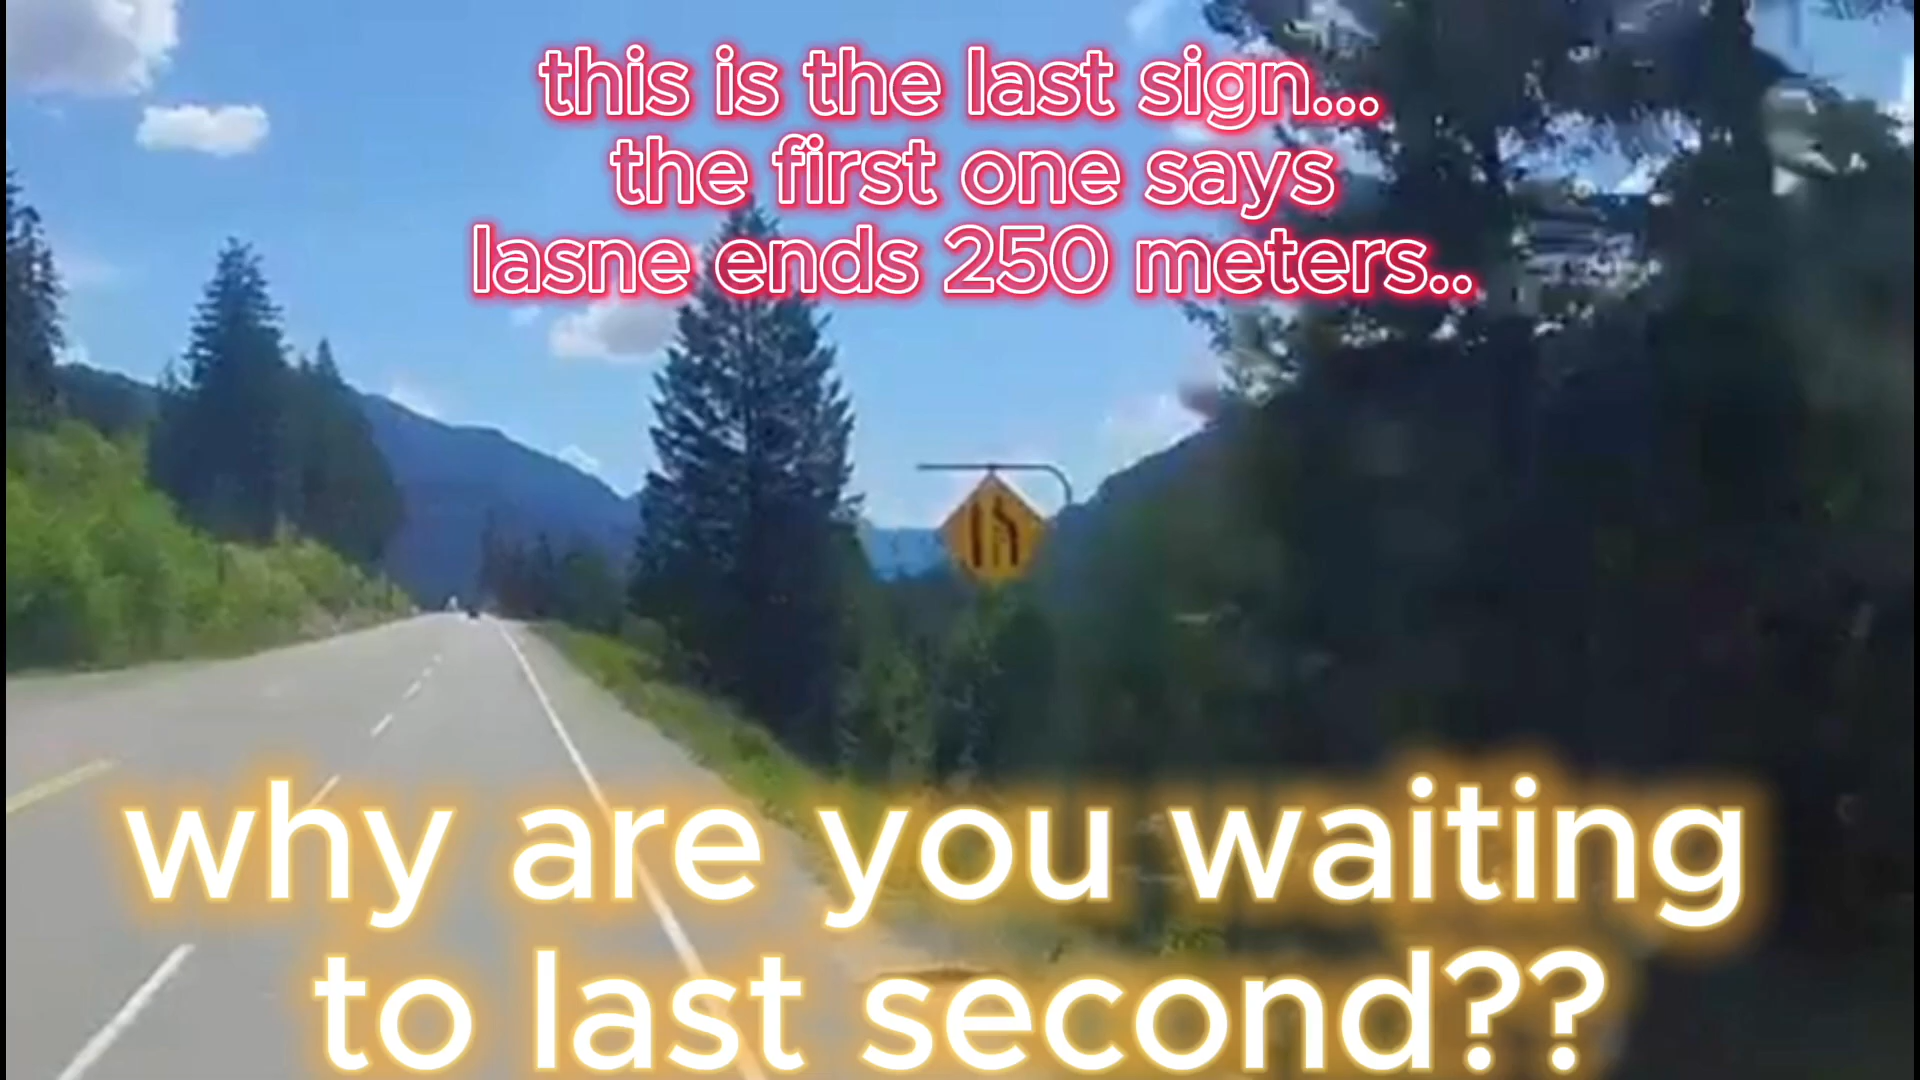 this is the last sign...
the first one says
lasne ends 250 meters..
why are you waiting
to last second??